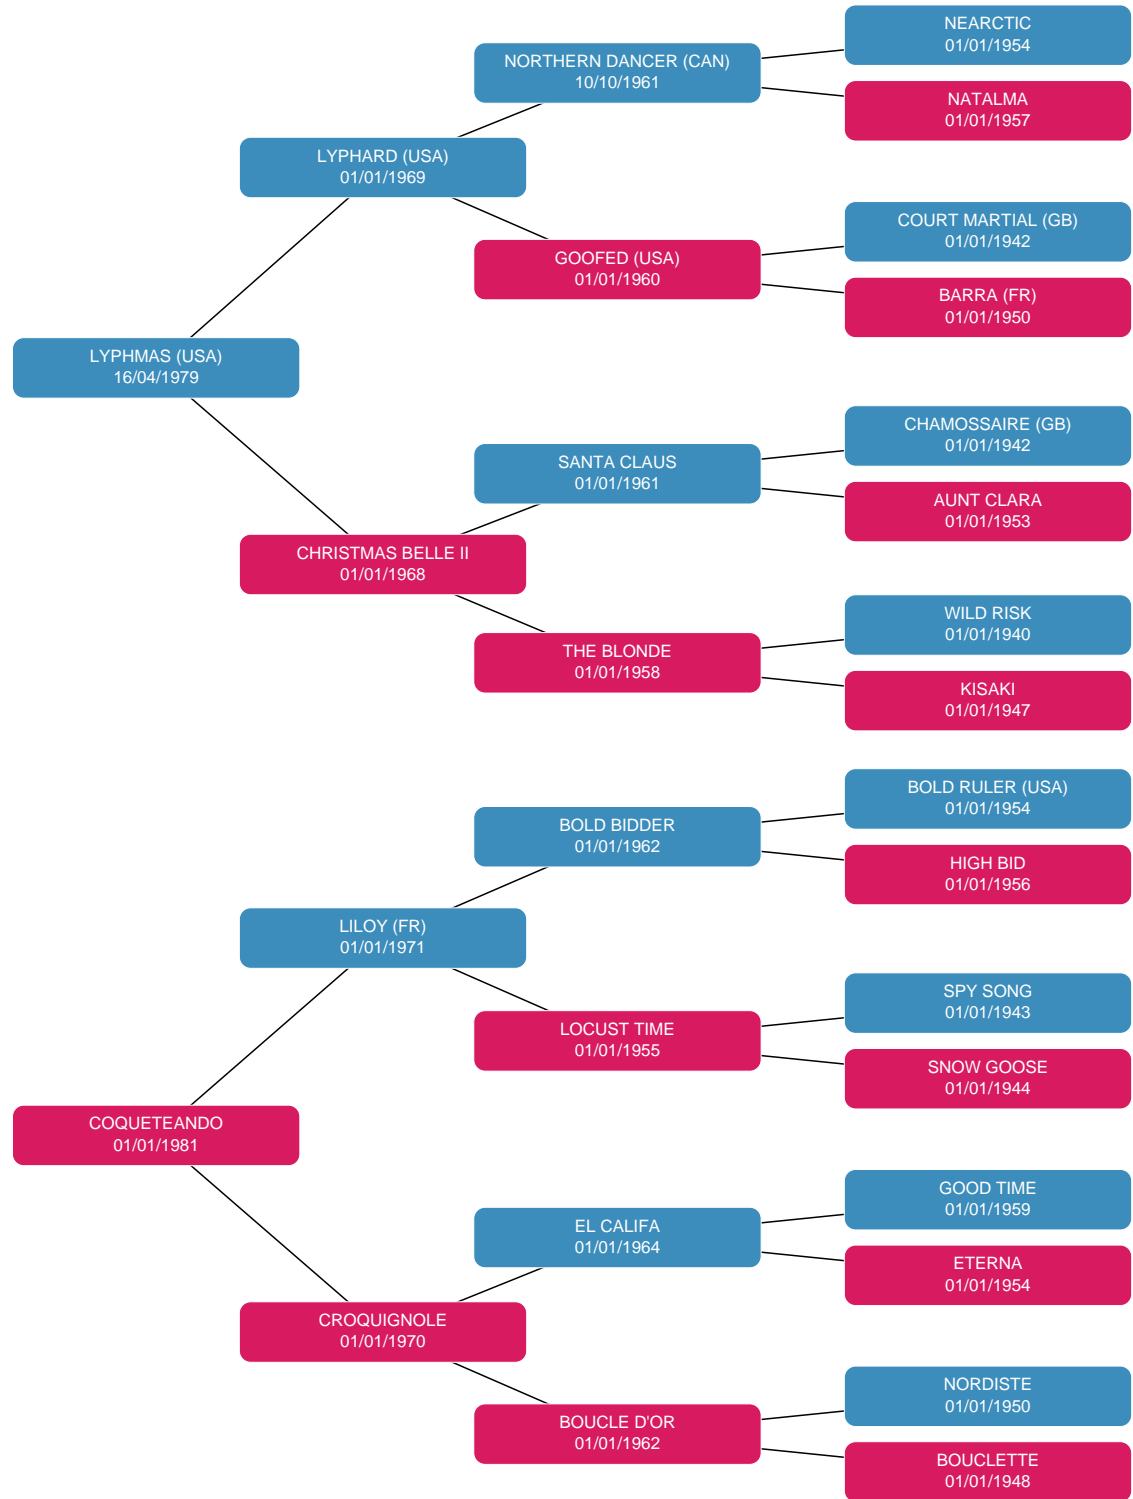 NEARCTIC
01/01/1954
NORTHERN DANCER (CAN)
10/10/1961
NATALMA
01/01/1957
LYPHARD (USA)
01/01/1969
COURT MARTIAL (GB)
01/01/1942
GOOFED (USA)
01/01/1960
BARRA (FR)
01/01/1950
LYPHMAS (USA)
16/04/1979
CHAMOSSAIRE (GB)
01/01/1942
SANTA CLAUS
01/01/1961
AUNT CLARA
01/01/1953
CHRISTMAS BELLE II
01/01/1968
WILD RISK
01/01/1940
THE BLONDE
01/01/1958
KISAKI
01/01/1947
BOLD RULER (USA)
01/01/1954
BOLD BIDDER
01/01/1962
HIGH BID
01/01/1956
LILOY (FR)
01/01/1971
SPY SONG
01/01/1943
LOCUST TIME
01/01/1955
SNOW GOOSE
01/01/1944
COQUETEANDO
01/01/1981
GOOD TIME
01/01/1959
EL CALIFA
01/01/1964
ETERNA
01/01/1954
CROQUIGNOLE
01/01/1970
NORDISTE
01/01/1950
BOUCLE D'OR
01/01/1962
BOUCLETTE
01/01/1948